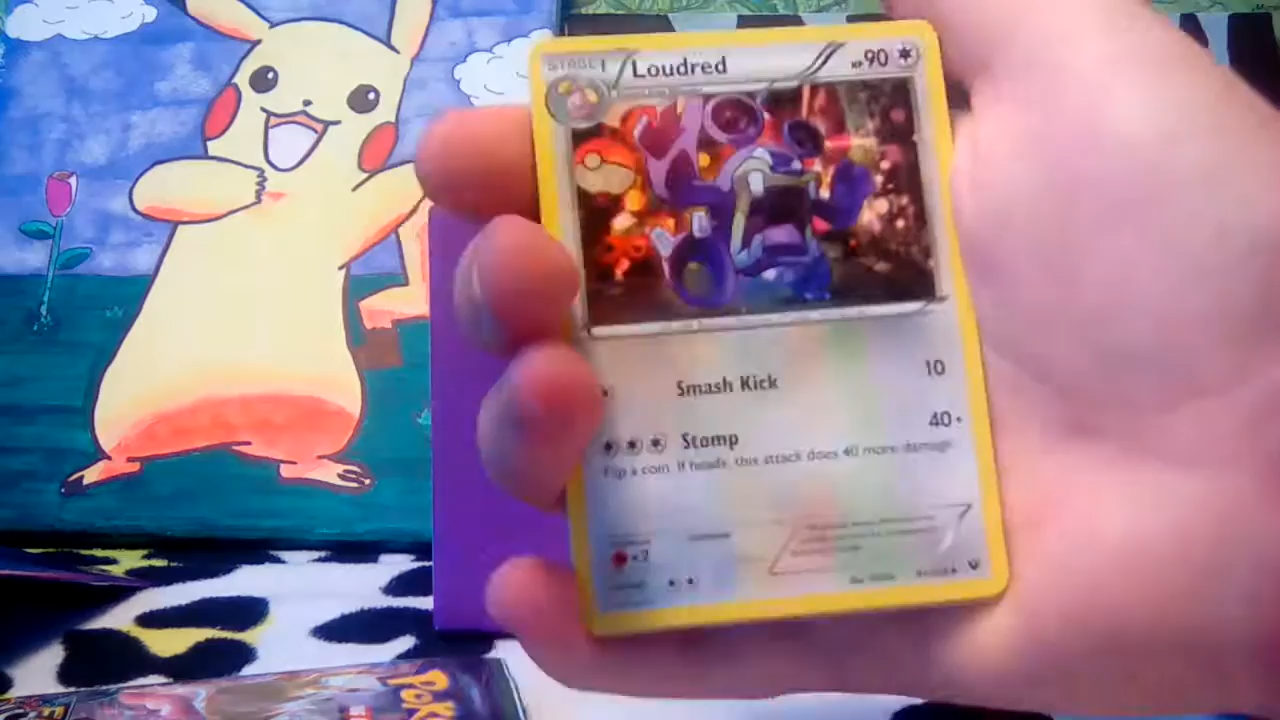 STAGE 1
Loudred
HP 90
Smash Kick 10
Stomp 40+
Flip a coin. If heads, this attack does 40 more damage.
×2
POK